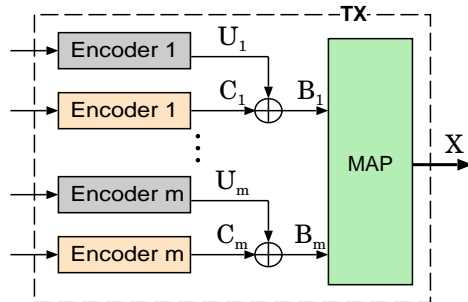 TX
Encoder 1
U1
Encoder 1
C1
B1
MAP
X
Encoder m
Um
Encoder m
Cm
Bm